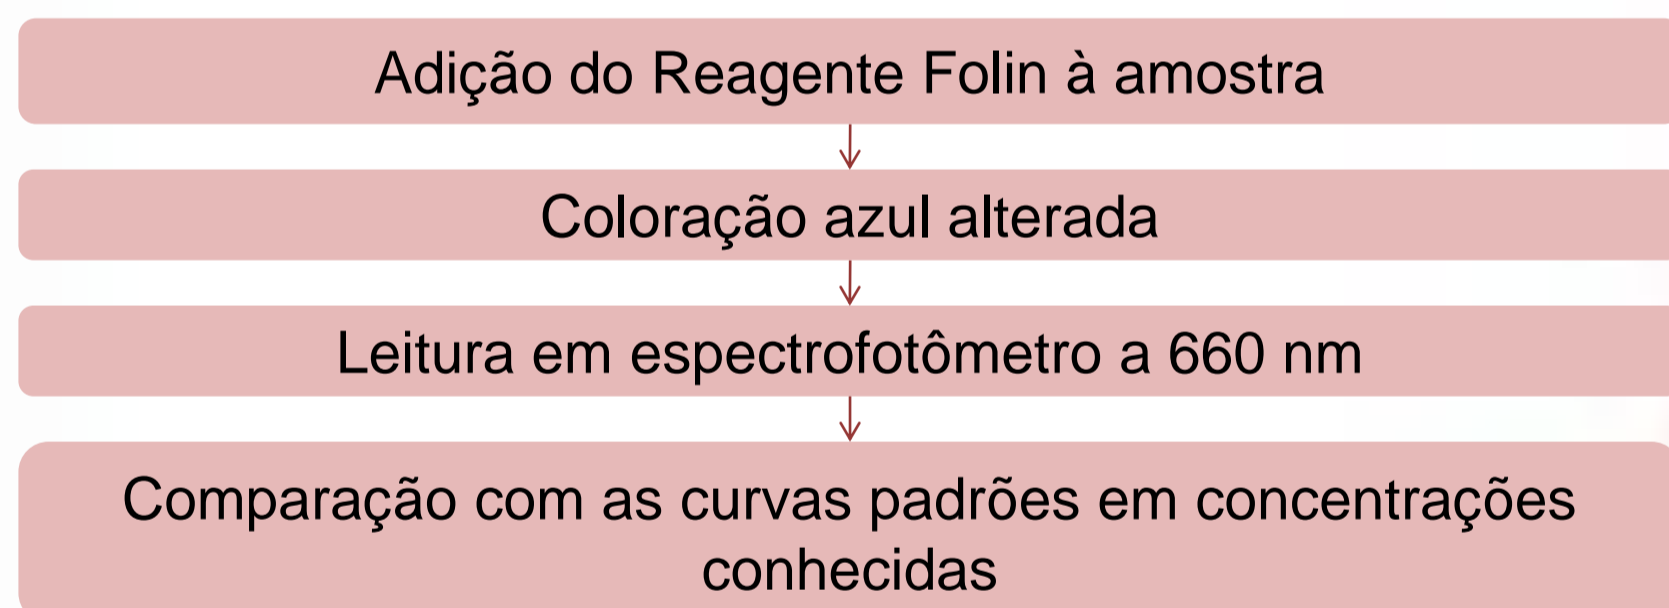 Adição do Reagente Folin à amostra
Coloração azul alterada
Leitura em espectrofotômetro a 660 nm
Comparação com as curvas padrões em concentrações
conhecidas